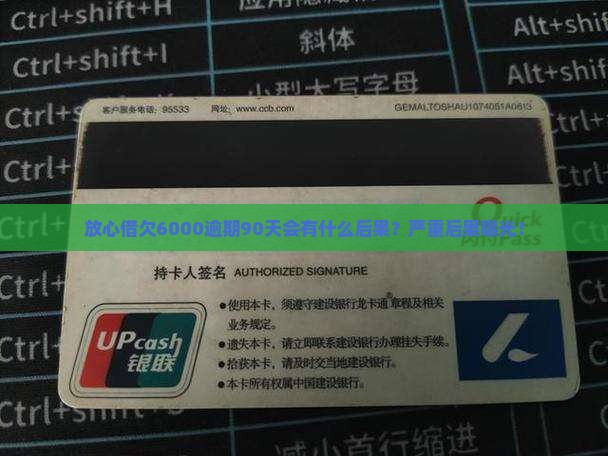 Ctrl+shift+H
Alt+shif
Ctrl+shift+I
斜体
Alt+shif
小型大写字母
客户服务电话：95533 网址：www.ccb.com GEMALTOSHAU1074051A0613
Quick
放心借欠6000逾期90天会有什么后果？严重后果曝光！
持卡人签名 AUTHORIZED SIGNATURE
●使用本卡，须遵守建设银行龙卡通®章程及相关
业务规定。
●遗失本卡，请立即联系建设银行办理挂失手续。
●拾获本卡，请及时交当地建设银行。
●本卡所有权属中国建设银行。
UPcash
银联
Ctrl+shift+D
减小首行缩进